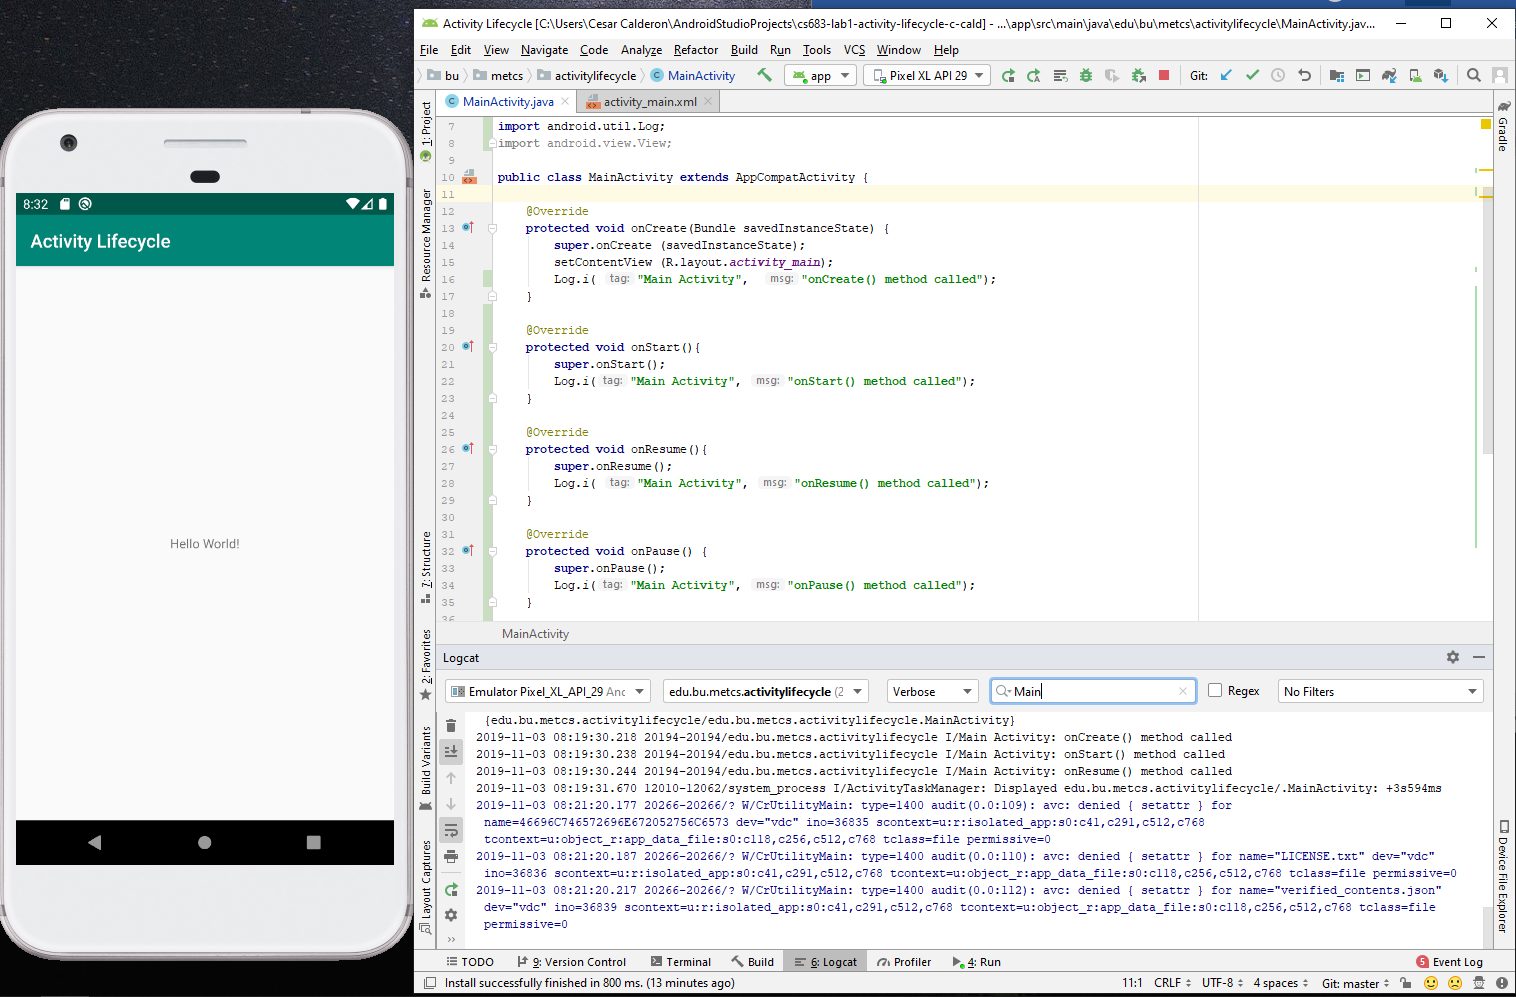 Activity Lifecycle [C:\Users\Cesar Calderon\AndroidStudioProjects\cs683-lab1-activity-lifecycle-c-cald] - ...\app\src\main\java\edu\bu\metcs\activitylifecycle\MainActivity.jav...
File Edit View Navigate Code Analyze Refactor Build Run Tools VCS Window Help
bu metcs activitylifecycle MainActivity app Pixel XL API 29 Git:
MainActivity.java activity_main.xml
8:32
Activity Lifecycle
Hello World!
1: Project
Resource Manager
7: Structure
2: Favorites
Build Variants
Layout Captures
7 import android.util.Log;
8 import android.view.View;
9
10 public class MainActivity extends AppCompatActivity {
11
12 @Override
13 protected void onCreate(Bundle savedInstanceState) {
14 super.onCreate (savedInstanceState);
15 setContentView (R.layout.activity_main);
16 Log.i( tag: "Main Activity", msg: "onCreate() method called");
17 }
18
19 @Override
20 protected void onStart(){
21 super.onStart();
22 Log.i( tag: "Main Activity", msg: "onStart() method called");
23 }
24
25 @Override
26 protected void onResume(){
27 super.onResume();
28 Log.i( tag: "Main Activity", msg: "onResume() method called");
29 }
30
31 @Override
32 protected void onPause() {
33 super.onPause();
34 Log.i( tag: "Main Activity", msg: "onPause() method called");
35 }
36
MainActivity
Gradle
Device File Explorer
Logcat
Emulator Pixel_XL_API_29 And edu.bu.metcs.activitylifecycle (2 Verbose Main Regex No Filters
{edu.bu.metcs.activitylifecycle/edu.bu.metcs.activitylifecycle.MainActivity}
2019-11-03 08:19:30.218 20194-20194/edu.bu.metcs.activitylifecycle I/Main Activity: onCreate() method called
2019-11-03 08:19:30.238 20194-20194/edu.bu.metcs.activitylifecycle I/Main Activity: onStart() method called
2019-11-03 08:19:30.244 20194-20194/edu.bu.metcs.activitylifecycle I/Main Activity: onResume() method called
2019-11-03 08:19:31.670 12010-12062/system_process I/ActivityTaskManager: Displayed edu.bu.metcs.activitylifecycle/.MainActivity: +3s594ms
2019-11-03 08:21:20.177 20266-20266/? W/CrUtilityMain: type=1400 audit(0.0:109): avc: denied { setattr } for
name=46696C746572696E672052756C6573 dev="vdc" ino=36835 scontext=u:r:isolated_app:s0:c41,c291,c512,c768
tcontext=u:object_r:app_data_file:s0:c118,c256,c512,c768 tclass=file permissive=0
2019-11-03 08:21:20.187 20266-20266/? W/CrUtilityMain: type=1400 audit(0.0:110): avc: denied { setattr } for name="LICENSE.txt" dev="vdc"
ino=36836 scontext=u:r:isolated_app:s0:c41,c291,c512,c768 tcontext=u:object_r:app_data_file:s0:c118,c256,c512,c768 tclass=file permissive=0
2019-11-03 08:21:20.217 20266-20266/? W/CrUtilityMain: type=1400 audit(0.0:112): avc: denied { setattr } for name="verified_contents.json"
dev="vdc" ino=36839 scontext=u:r:isolated_app:s0:c41,c291,c512,c768 tcontext=u:object_r:app_data_file:s0:c118,c256,c512,c768 tclass=file
permissive=0
TODO 9: Version Control Terminal Build 6: Logcat Profiler 4: Run 5 Event Log
Install successfully finished in 800 ms. (13 minutes ago) 11:1 CRLF UTF-8 4 spaces Git: master